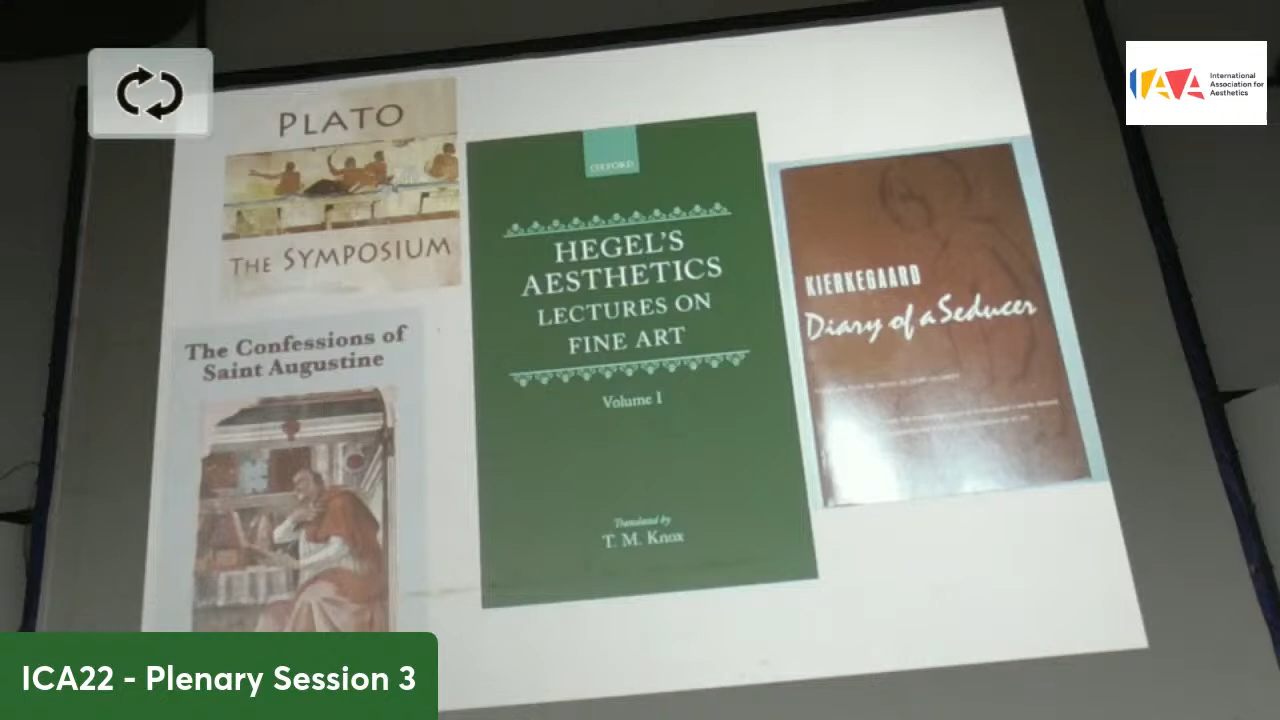 International
Association for
Aesthetics
PLATO
THE SYMPOSIUM
The Confessions of
Saint Augustine
OXFORD
HEGEL'S
AESTHETICS
LECTURES ON
FINE ART
Volume I
Translated by
T. M. Knox
KIERKEGAARD
Diary of a Seducer
ICA22 - Plenary Session 3